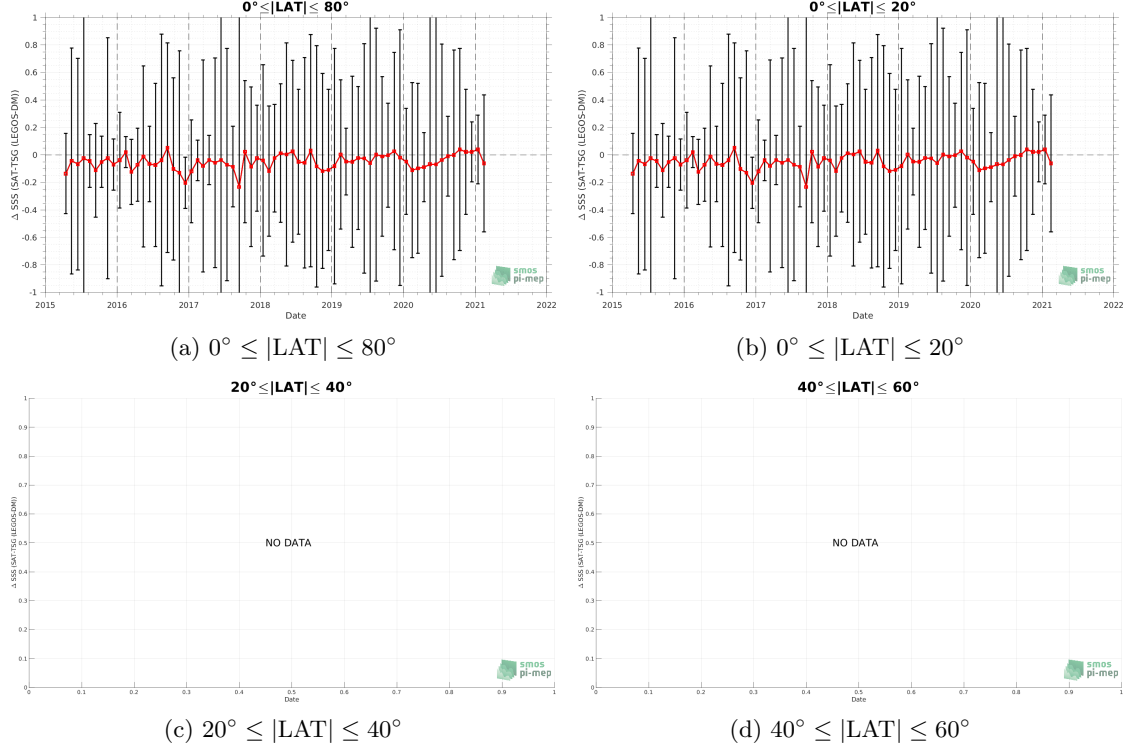 0°≤|LAT|≤ 80°
1
0.8
0.6
0.4
0.2
0
-0.2
-0.4
-0.6
-0.8
-1
Δ SSS (SAT-TSG (LEGOS-DM))
2015 2016 2017 2018 2019 2020 2021 2022
Date
smos
pi-mep
(a) 0° ≤ |LAT| ≤ 80°
0°≤|LAT|≤ 20°
1
0.8
0.6
0.4
0.2
0
-0.2
-0.4
-0.6
-0.8
-1
Δ SSS (SAT-TSG (LEGOS-DM))
2015 2016 2017 2018 2019 2020 2021 2022
Date
smos
pi-mep
(b) 0° ≤ |LAT| ≤ 20°
20°≤|LAT|≤ 40°
1
0.9
0.8
0.7
0.6
0.5
0.4
0.3
0.2
0.1
0
Δ SSS (SAT-TSG (LEGOS-DM))
NO DATA
0 0.1 0.2 0.3 0.4 0.5 0.6 0.7 0.8 0.9 1
Date
smos
pi-mep
(c) 20° ≤ |LAT| ≤ 40°
40°≤|LAT|≤ 60°
1
0.9
0.8
0.7
0.6
0.5
0.4
0.3
0.2
0.1
0
Δ SSS (SAT-TSG (LEGOS-DM))
NO DATA
0 0.1 0.2 0.3 0.4 0.5 0.6 0.7 0.8 0.9 1
Date
smos
pi-mep
(d) 40° ≤ |LAT| ≤ 60°